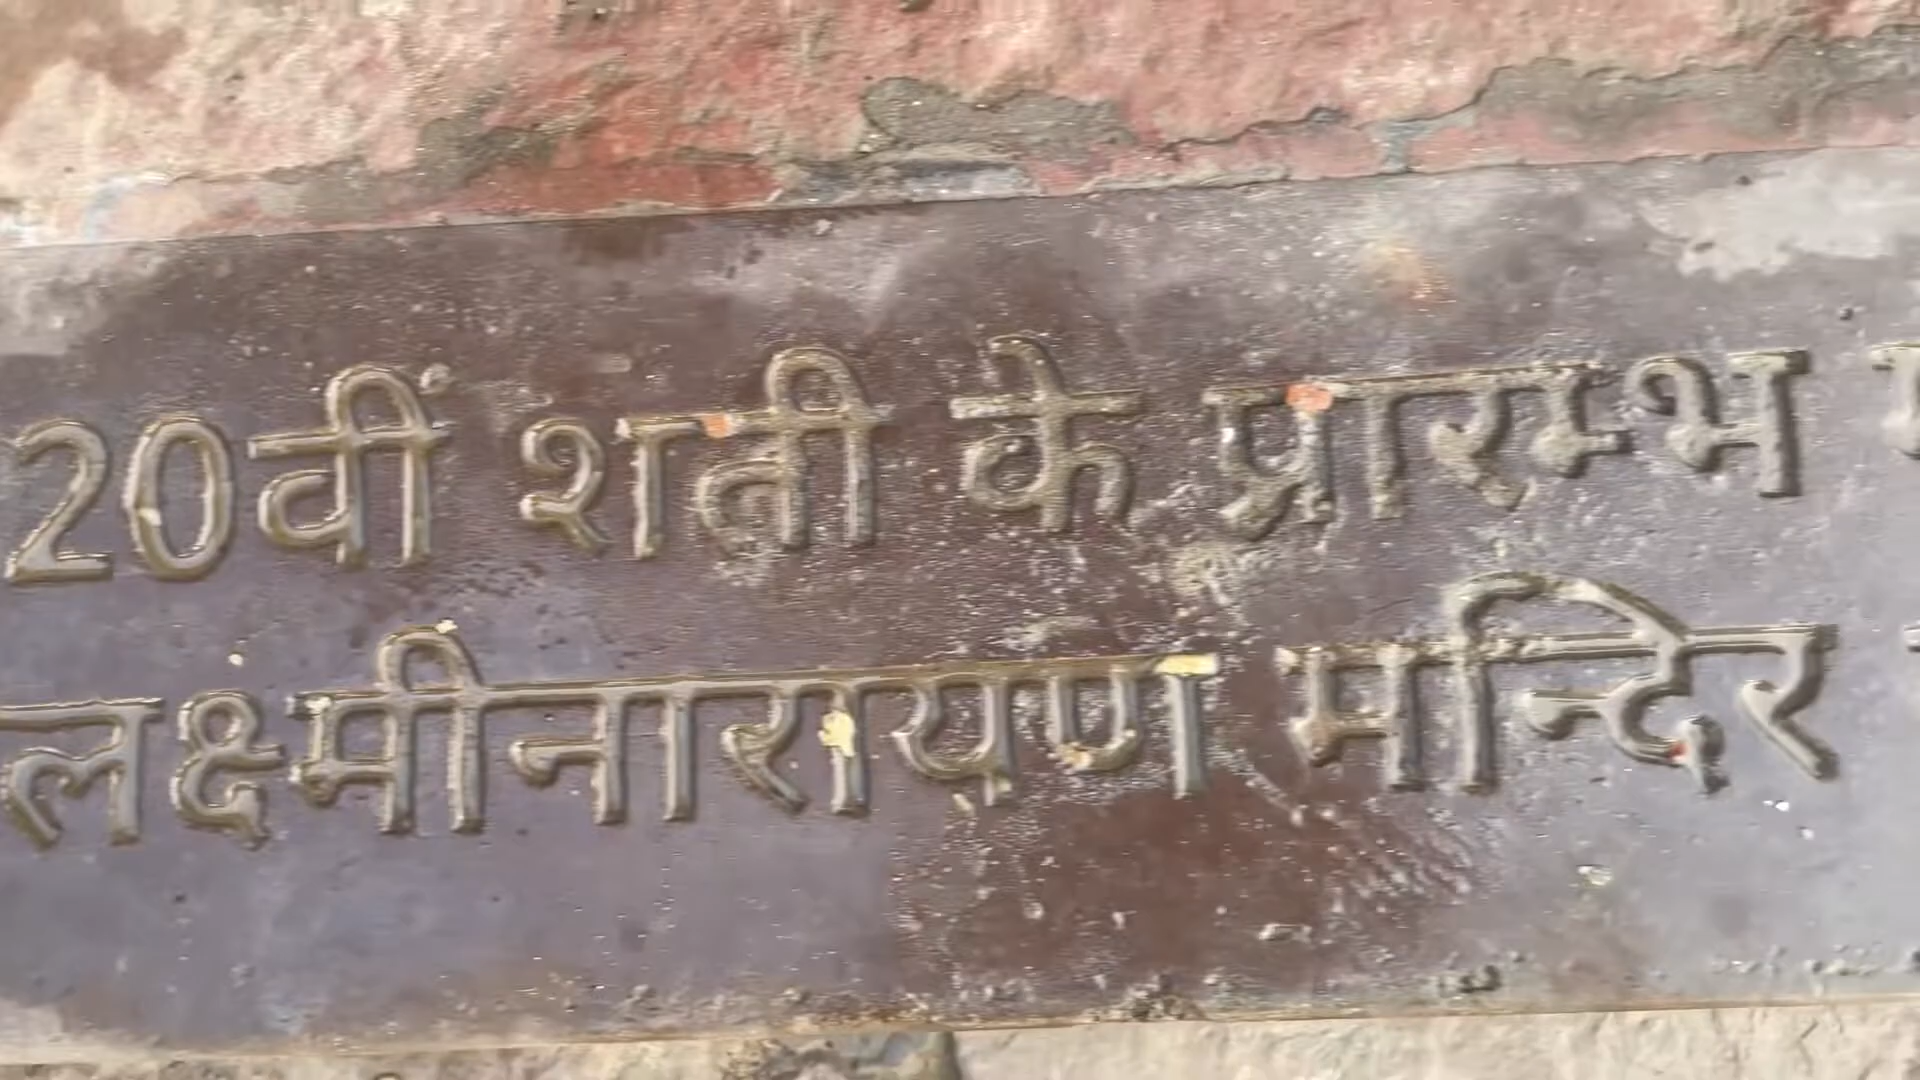 20वीं शती के प्रारम्भ
लक्ष्मीनारायण मन्दिर